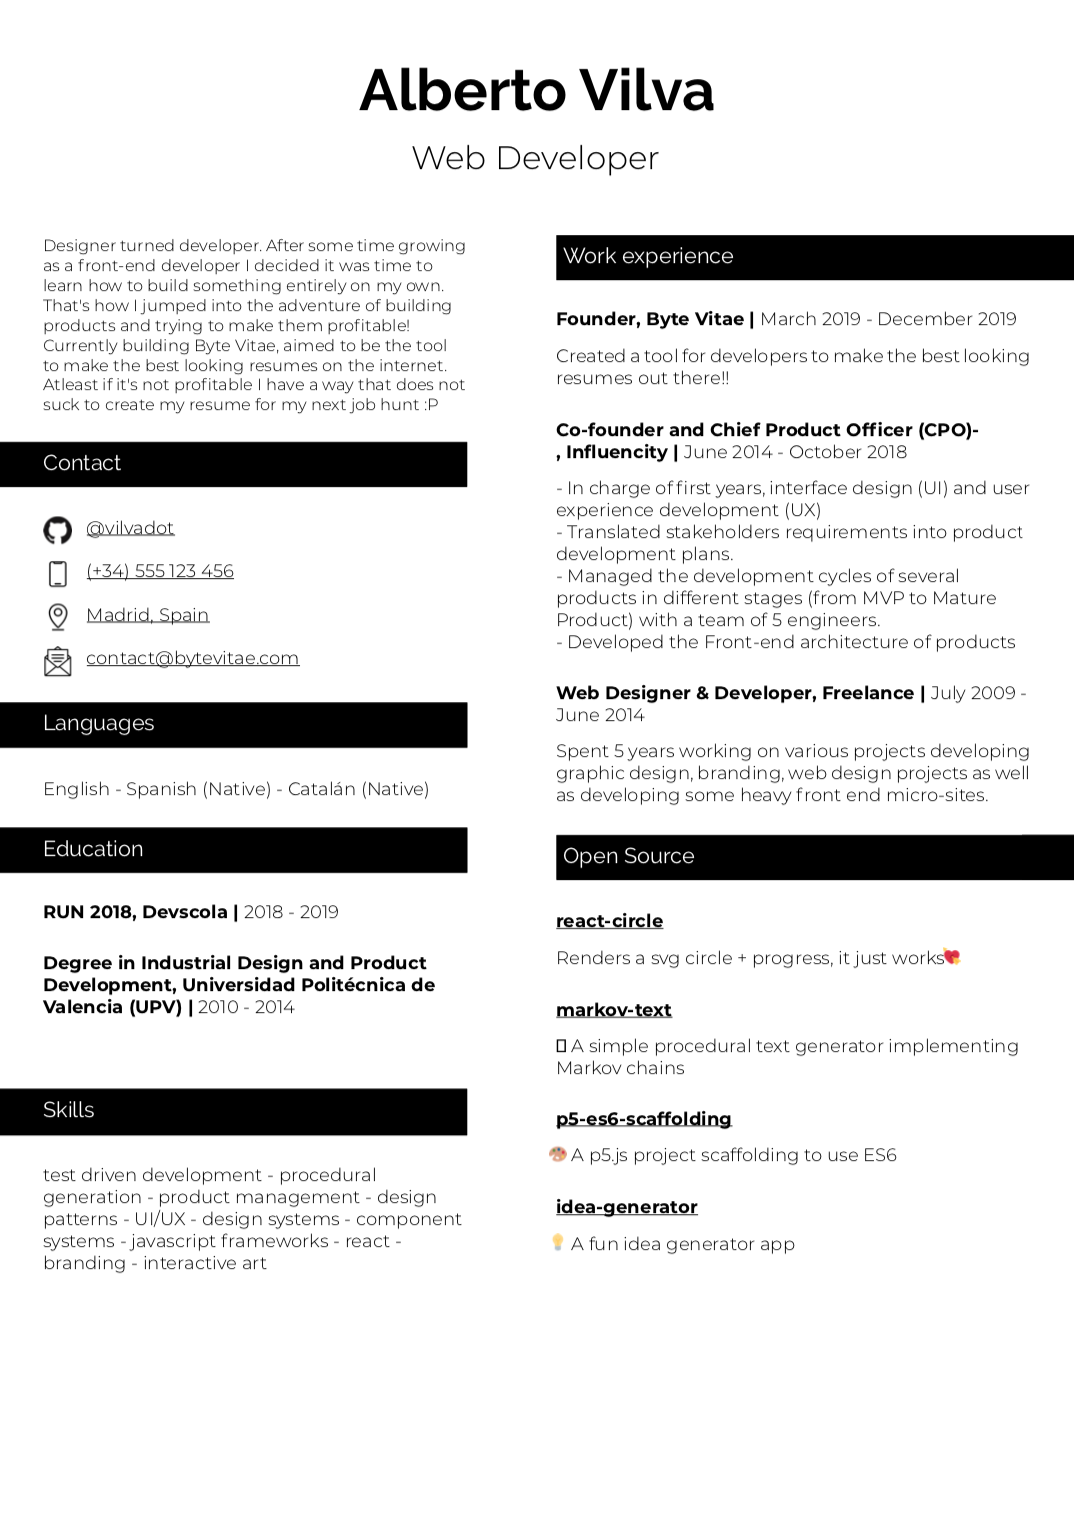 Alberto Vilva
Web Developer
Designer turned developer. After some time growing
as a front-end developer I decided it was time to
learn how to build something entirely on my own.
That's how I jumped into the adventure of building
products and trying to make them profitable!
Currently building Byte Vitae, aimed to be the tool
to make the best looking resumes on the internet.
Atleast if it's not profitable I have a way that does not
suck to create my resume for my next job hunt :P
Contact
@vilvadot
(+34) 555 123 456
Madrid, Spain
contact@bytevitae.com
Languages
English - Spanish (Native) - Catalán (Native)
Education
RUN 2018, Devscola | 2018 - 2019
Degree in Industrial Design and Product
Development, Universidad Politécnica de
Valencia (UPV) | 2010 - 2014
Skills
test driven development - procedural
generation - product management - design
patterns - UI/UX - design systems - component
systems - javascript frameworks - react -
branding - interactive art
Work experience
Founder, Byte Vitae | March 2019 - December 2019
Created a tool for developers to make the best looking
resumes out there!!
Co-founder and Chief Product Officer (CPO)-
, Influencity | June 2014 - October 2018
- In charge of first years, interface design (UI) and user
experience development (UX)
- Translated stakeholders requirements into product
development plans.
- Managed the development cycles of several
products in different stages (from MVP to Mature
Product) with a team of 5 engineers.
- Developed the Front-end architecture of products
Web Designer & Developer, Freelance | July 2009 -
June 2014
Spent 5 years working on various projects developing
graphic design, branding, web design projects as well
as developing some heavy front end micro-sites.
Open Source
react-circle
Renders a svg circle + progress, it just works💘
markov-text
▯ A simple procedural text generator implementing
Markov chains
p5-es6-scaffolding
🎨 A p5.js project scaffolding to use ES6
idea-generator
💡 A fun idea generator app